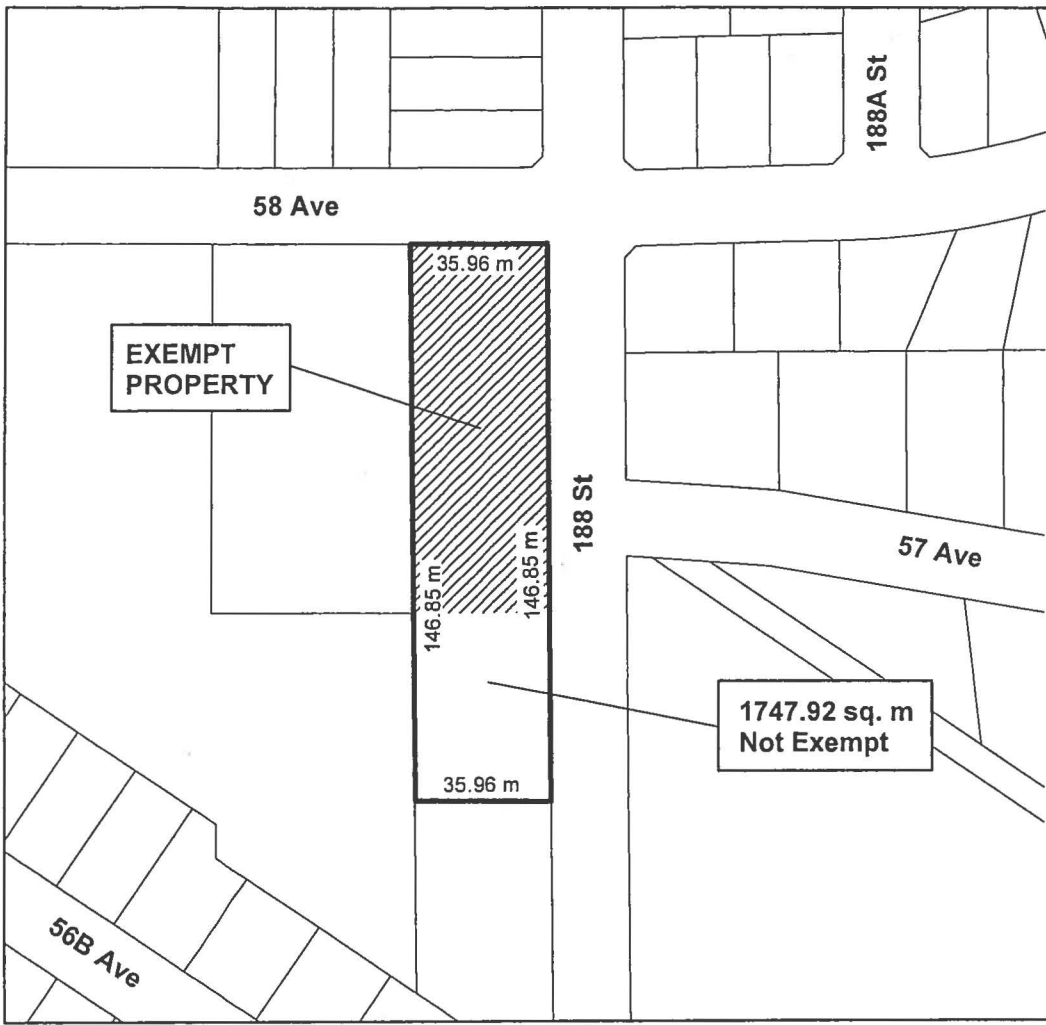 188A St
58 Ave
35.96 m
EXEMPT
PROPERTY
188 St
57 Ave
146.85 m
146.85 m
1747.92 sq. m
Not Exempt
35.96 m
56B Ave